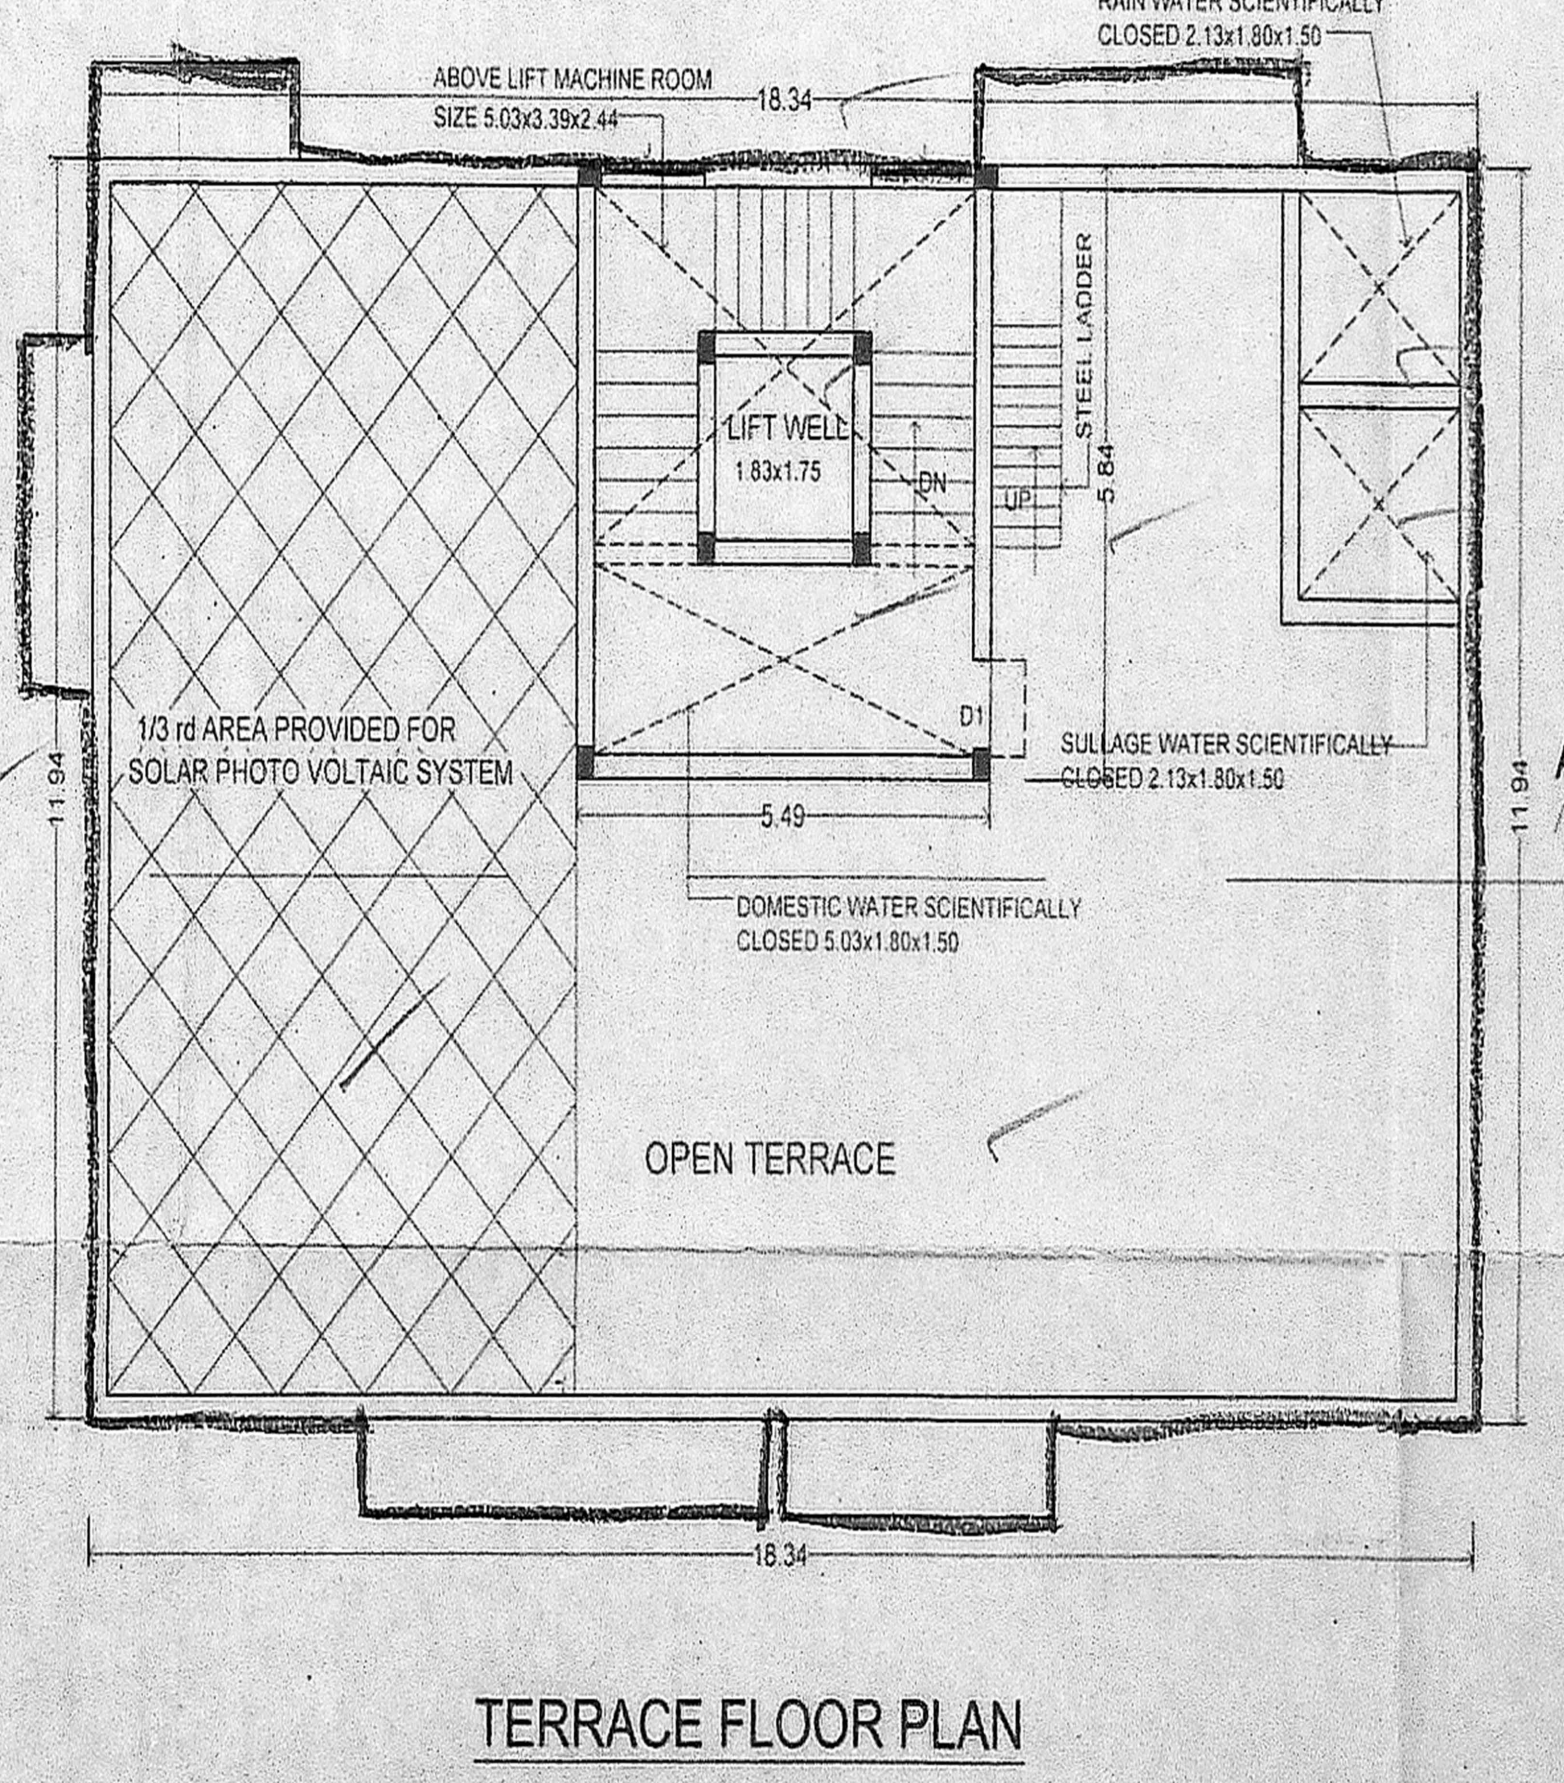 RAIN WATER SCIENTIFICALLY
CLOSED 2.13x1.80x1.50
ABOVE LIFT MACHINE ROOM
SIZE 5.03x3.39x2.44
18.34
STEEL LADDER
LIFT WELL
1.83x1.75
DN
UP
5.84
D1
1/3 rd AREA PROVIDED FOR
SOLAR PHOTO VOLTAIC SYSTEM
SULLAGE WATER SCIENTIFICALLY
CLOSED 2.13x1.80x1.50
11.94
11.94
5.49
DOMESTIC WATER SCIENTIFICALLY
CLOSED 5.03x1.80x1.50
OPEN TERRACE
18.34
TERRACE FLOOR PLAN